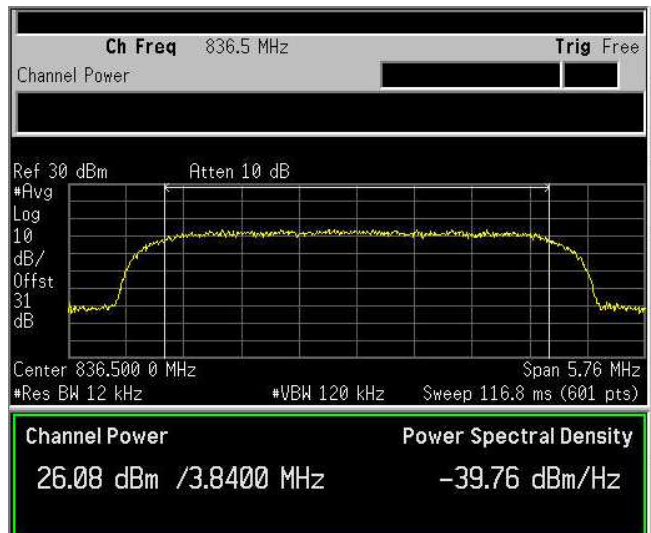 Ch Freq 836.5 MHz Trig Free
Channel Power
Ref 30 dBm Atten 10 dB
#Avg
Log
10
dB/
Offst
31
dB
Center 836.500 0 MHz Span 5.76 MHz
#Res BW 12 kHz #VBW 120 kHz Sweep 116.8 ms (601 pts)
Channel Power Power Spectral Density
26.08 dBm /3.8400 MHz -39.76 dBm/Hz